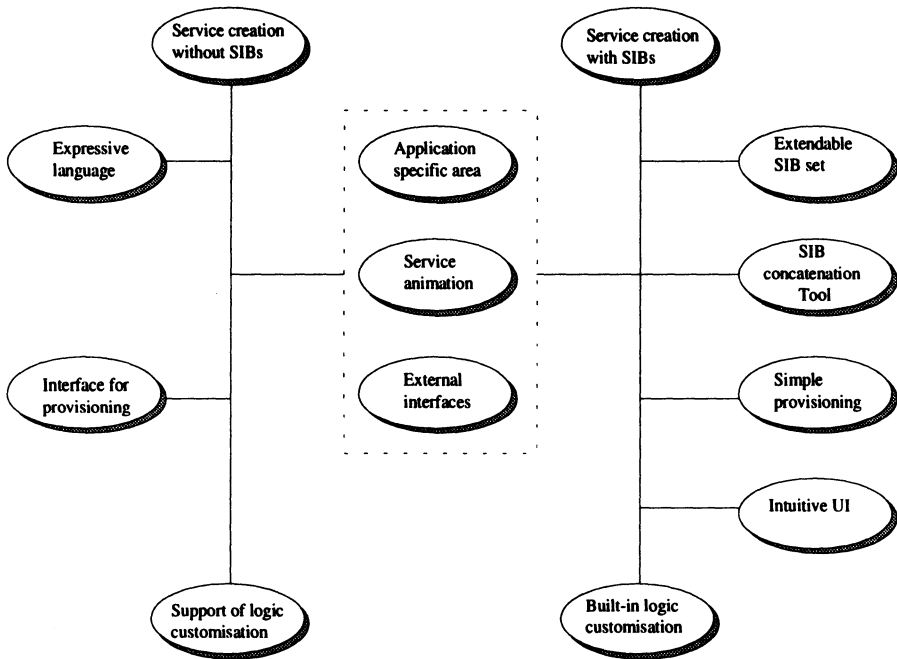 Service creation
without SIBs
Service creation
with SIBs
Expressive
language
Application
specific area
Extendable
SIB set
Service
animation
SIB
concatenation
Tool
Interface for
provisioning
External
interfaces
Simple
provisioning
Intuitive UI
Support of logic
customisation
Built-in logic
customisation